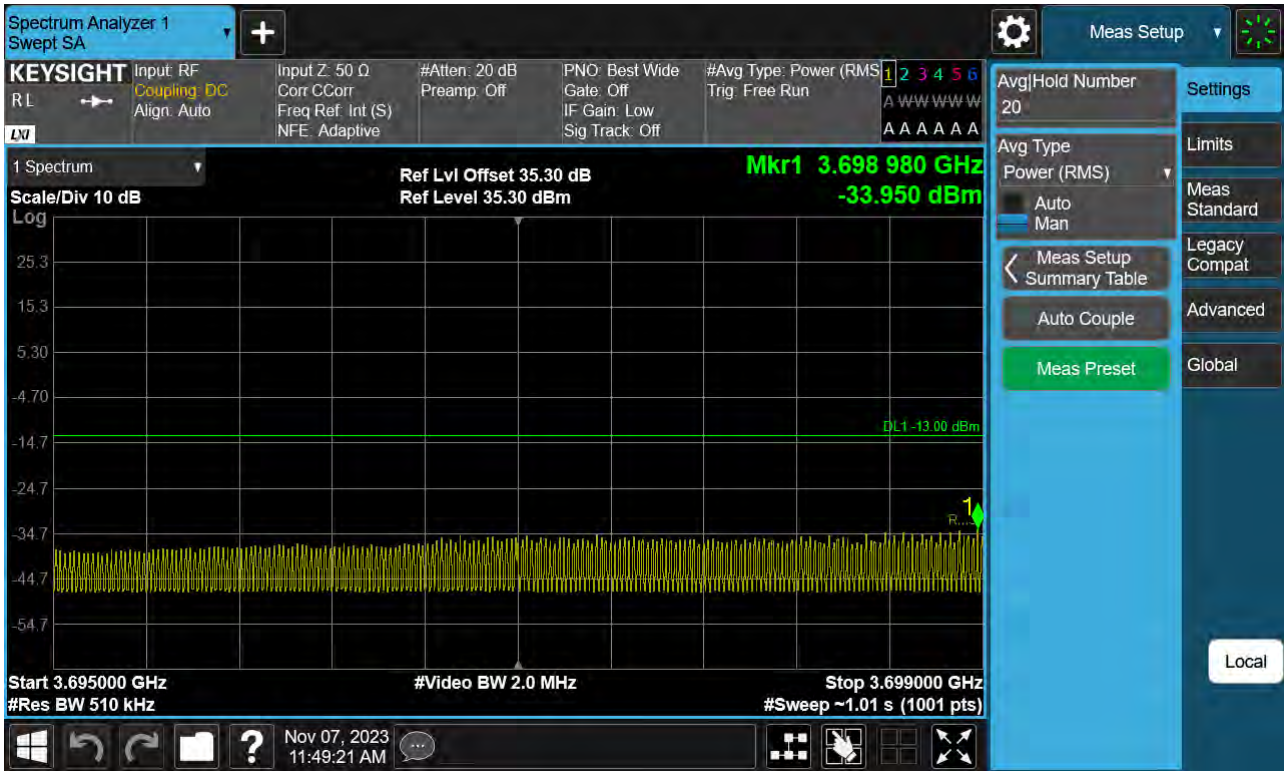 Spectrum Analyzer 1
Swept SA
+
Meas Setup
KEYSIGHT
RL
LXI
Input: RF
Coupling: DC
Align: Auto
Input Z: 50 Ω
Corr CCorr
Freq Ref: Int (S)
NFE: Adaptive
#Atten: 20 dB
Preamp: Off
PNO: Best Wide
Gate: Off
IF Gain: Low
Sig Track: Off
#Avg Type: Power (RMS
Trig: Free Run
1 2 3 4 5 6
A W W W W W
A A A A A A
1 Spectrum
Scale/Div 10 dB
Log
Ref Lvl Offset 35.30 dB
Ref Level 35.30 dBm
Mkr1 3.698 980 GHz
-33.950 dBm
25.3
15.3
5.30
-4.70
-14.7
-24.7
-34.7
-44.7
-54.7
DL1 -13.00 dBm
1
R...
Start 3.695000 GHz
#Res BW 510 kHz
#Video BW 2.0 MHz
Stop 3.699000 GHz
#Sweep ~1.01 s (1001 pts)
Avg|Hold Number
20
Avg Type
Power (RMS)
Auto
Man
Meas Setup
Summary Table
Auto Couple
Meas Preset
Settings
Limits
Meas
Standard
Legacy
Compat
Advanced
Global
Local
?
Nov 07, 2023
11:49:21 AM